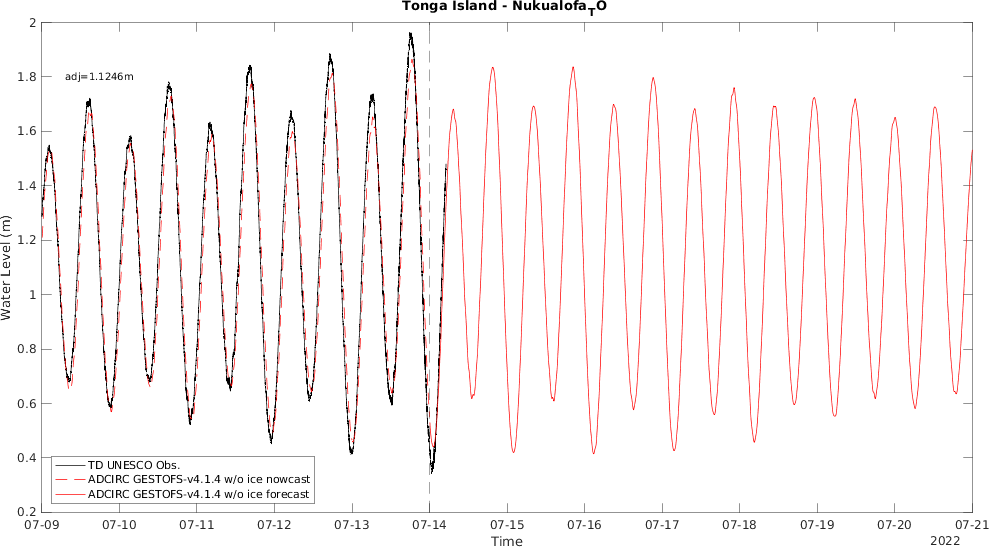 Tonga Island - NukualofaTO
adj=1.1246m
2
1.8
1.6
1.4
1.2
1
0.8
0.6
0.4
0.2
Water Level (m)
TD UNESCO Obs.
ADCIRC GESTOFS-v4.1.4 w/o ice nowcast
ADCIRC GESTOFS-v4.1.4 w/o ice forecast
07-09 07-10 07-11 07-12 07-13 07-14 07-15 07-16 07-17 07-18 07-19 07-20 07-21
Time
2022